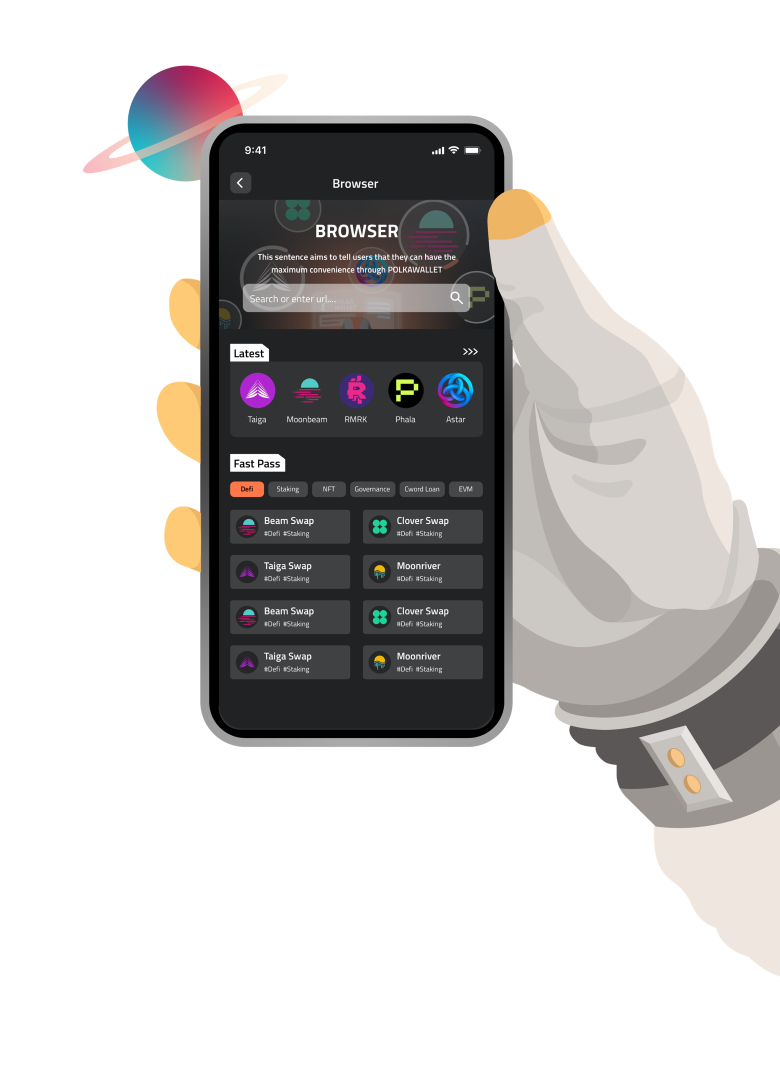 9:41
Browser
BROWSER
This sentence aims to tell users that they can have the
maximum convenience through POLKAWALLET
Search or enter url....
Latest
Taiga Moonbeam RMRK Phala Astar
Fast Pass
Defi Staking NFT Governance Cword Loan EVM
Beam Swap Clover Swap
#Defi #Staking #Defi #Staking
Taiga Swap Moonriver
#Defi #Staking #Defi #Staking
Beam Swap Clover Swap
#Defi #Staking #Defi #Staking
Taiga Swap Moonriver
#Defi #Staking #Defi #Staking